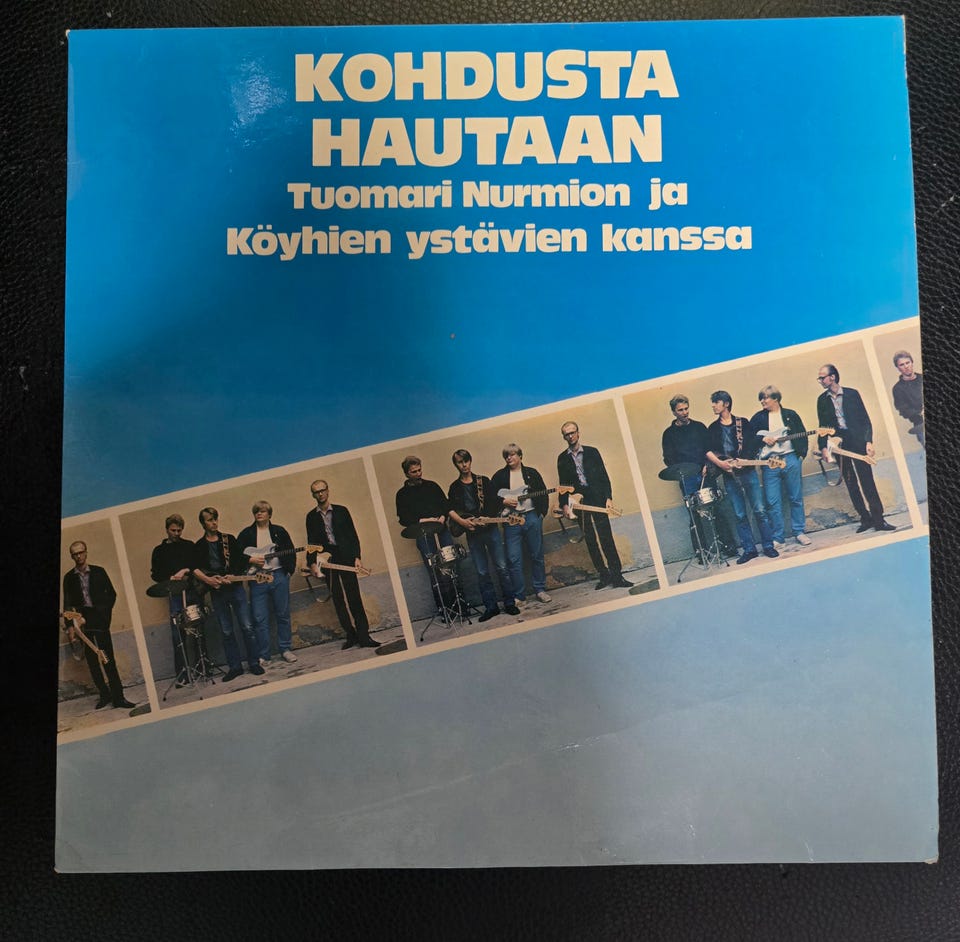 KOHDUSTA
HAUTAAN
Tuomari Nurmion ja
Köyhien ystävien kanssa